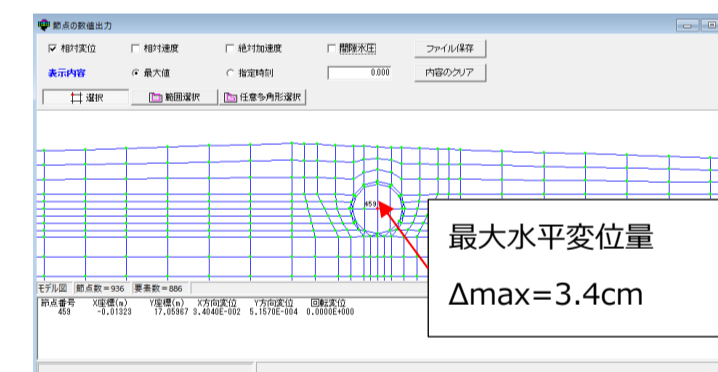 節点の数値出力
相対変位 相対速度 絶対加速度 間隙水圧 ファイル保存
表示内容 最大値 指定時刻 0.000 内容のクリア
選択 範囲選択 任意多角形選択
459
最大水平変位量
Δmax=3.4cm
モデル図 節点数=936 要素数=886
節点番号 X座標(m) Y座標(m) X方向変位 Y方向変位 回転変位
459 -0.01323 17.05967 3.4040E-002 5.1570E-004 0.0000E+000